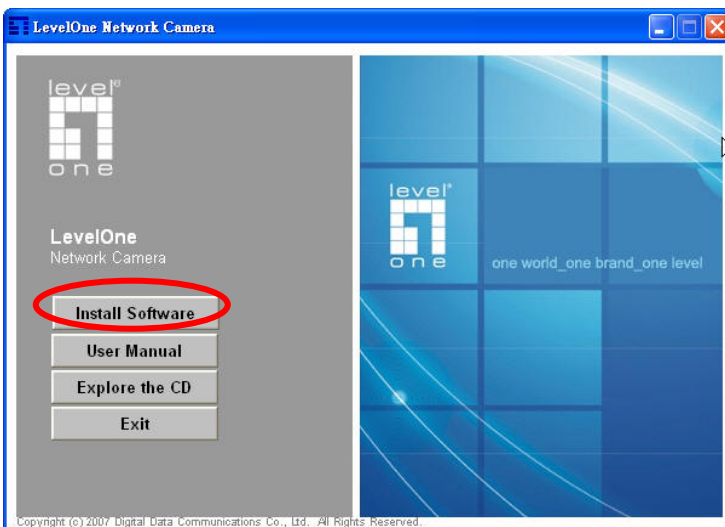 LevelOne Network Camera
level®
one
LevelOne
Network Camera
Install Software
User Manual
Explore the CD
Exit
level®
one
one world_one brand_one level
Copyright (c) 2007 Digital Data Communications Co., Ltd. All Rights Reserved.